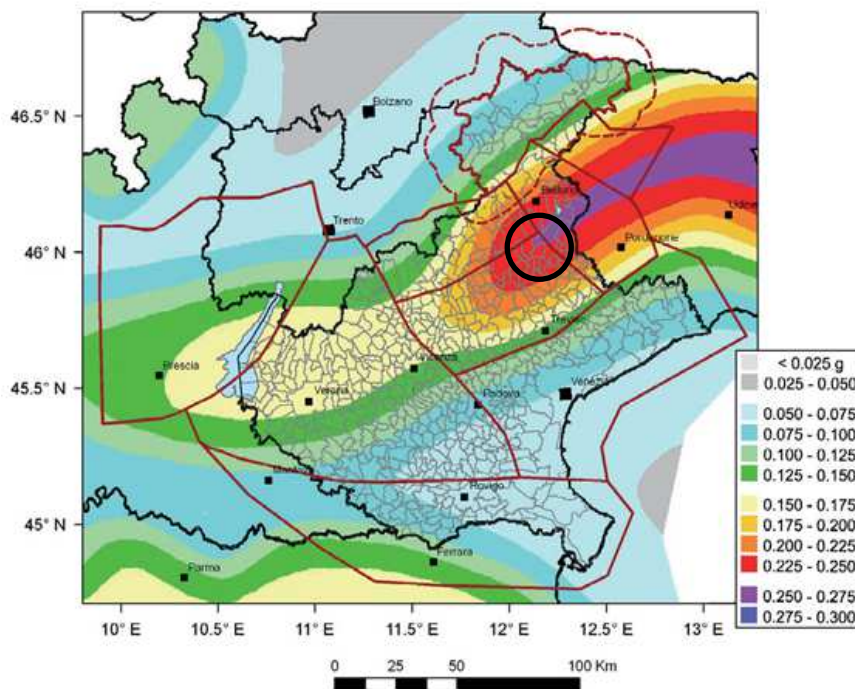 46.5° N
46° N
45.5° N
45° N
10° E
10.5° E
11° E
11.5° E
12° E
12.5° E
13° E
Bolzano
Trento
Belluno
Udine
Pordenone
Brescia
Verona
Vicenza
Treviso
Padova
Venezia
Rovigo
Ferrara
Parma
< 0.025 g
0.025 - 0.050
0.050 - 0.075
0.075 - 0.100
0.100 - 0.125
0.125 - 0.150
0.150 - 0.175
0.175 - 0.200
0.200 - 0.225
0.225 - 0.250
0.250 - 0.275
0.275 - 0.300
0 25 50 100 Km